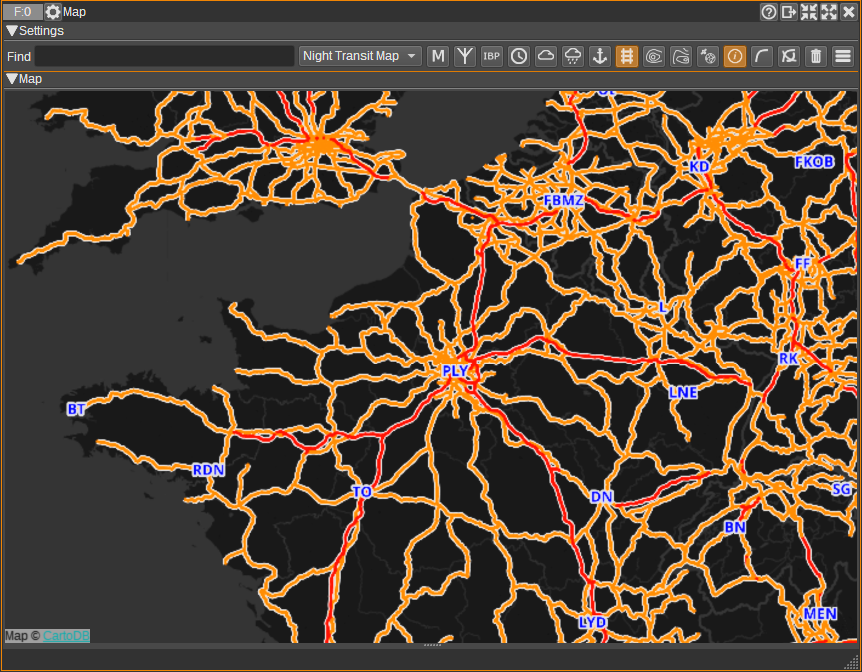 F:0 Map
Settings
Find Night Transit Map M IBP
Map
KD
FKOB
FBMZ
FF
L
RK
PLY
LNE
BT
RDN
TO
SG
DN
BN
MEN
LYD
Map © CartoDB